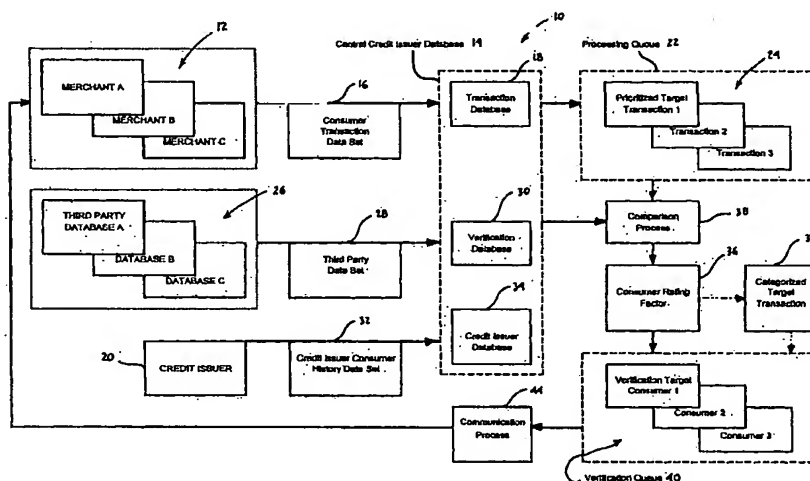 12
Central Credit Issuer Database 14
10
Processing Queue 22
MERCHANT A
MERCHANT B
MERCHANT C
16
Consumer
Transaction
Data Set
18
Transaction
Database
24
Prioritized Target
Transaction 1
Transaction 2
Transaction 3
26
THIRD PARTY
DATABASE A
DATABASE B
DATABASE C
28
Third Party
Data Set
30
Verification
Database
Comparison
Process
38
36
Consumer Rating
Factor
Categorized
Target
Transaction
34
Credit Issuer
Database
20
CREDIT ISSUER
32
Credit Issuer Consumer
History Data Set
44
Communication
Process
Verification Target
Consumer 1
Consumer 2
Consumer 3
Verification Queue 40